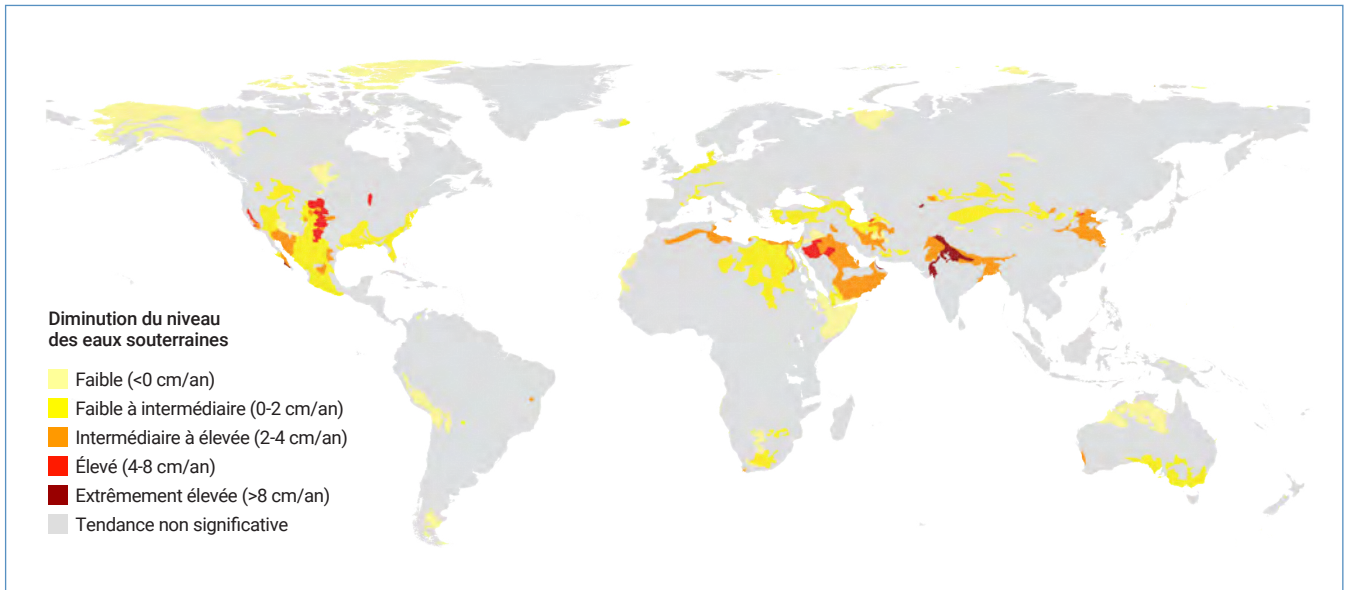 Diminution du niveau
des eaux souterraines
Faible (<0 cm/an)
Faible à intermédiaire (0-2 cm/an)
Intermédiaire à élevée (2-4 cm/an)
Élevé (4-8 cm/an)
Extrêmement élevée (>8 cm/an)
Tendance non significative